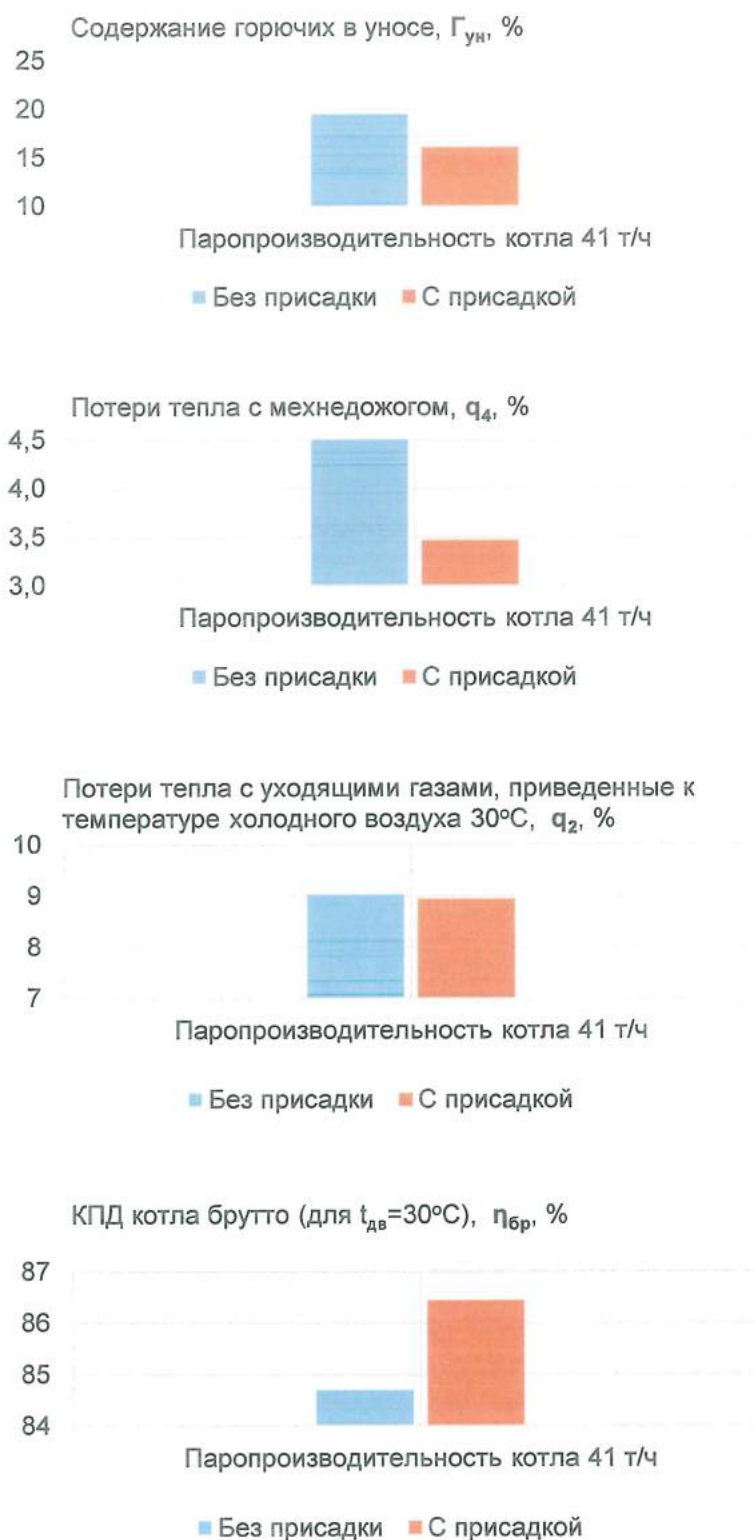 Содержание горючих в уносе, Гун, %
25
20
15
10
Паропроизводительность котла 41 т/ч
Без присадки С присадкой
Потери тепла с мехнедожогом, q4, %
4,5
4,0
3,5
3,0
Паропроизводительность котла 41 т/ч
Без присадки С присадкой
Потери тепла с уходящими газами, приведенные к
температуре холодного воздуха 30°С, q2, %
10
9
8
7
Паропроизводительность котла 41 т/ч
Без присадки С присадкой
КПД котла брутто (для tдв=30°С), ηбр, %
87
86
85
84
Паропроизводительность котла 41 т/ч
Без присадки С присадкой